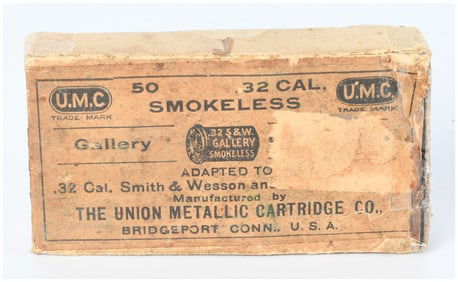 U.M.C. 50 .32 CAL. U.M.C.
TRADE MARK SMOKELESS TRADE MARK
Gallery
.32 S&W.
GALLERY
SMOKELESS
ADAPTED TO
.32 Cal. Smith & Wesson and
Manufactured by
THE UNION METALLIC CARTRIDGE CO.,
BRIDGEPORT CONN., U. S. A.